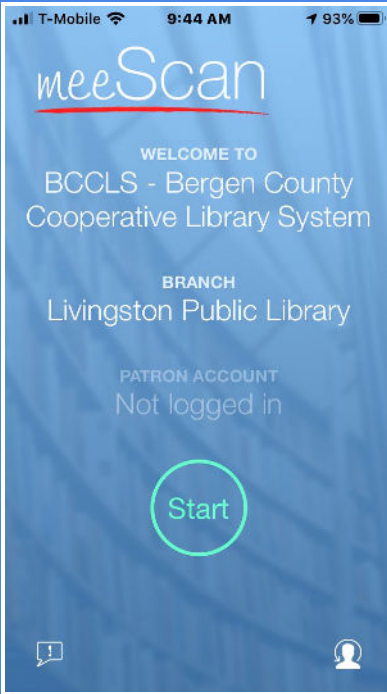 T-Mobile 9:44 AM 93%
meeScan
WELCOME TO
BCCLS - Bergen County
Cooperative Library System
BRANCH
Livingston Public Library
PATRON ACCOUNT
Not logged in
Start
!